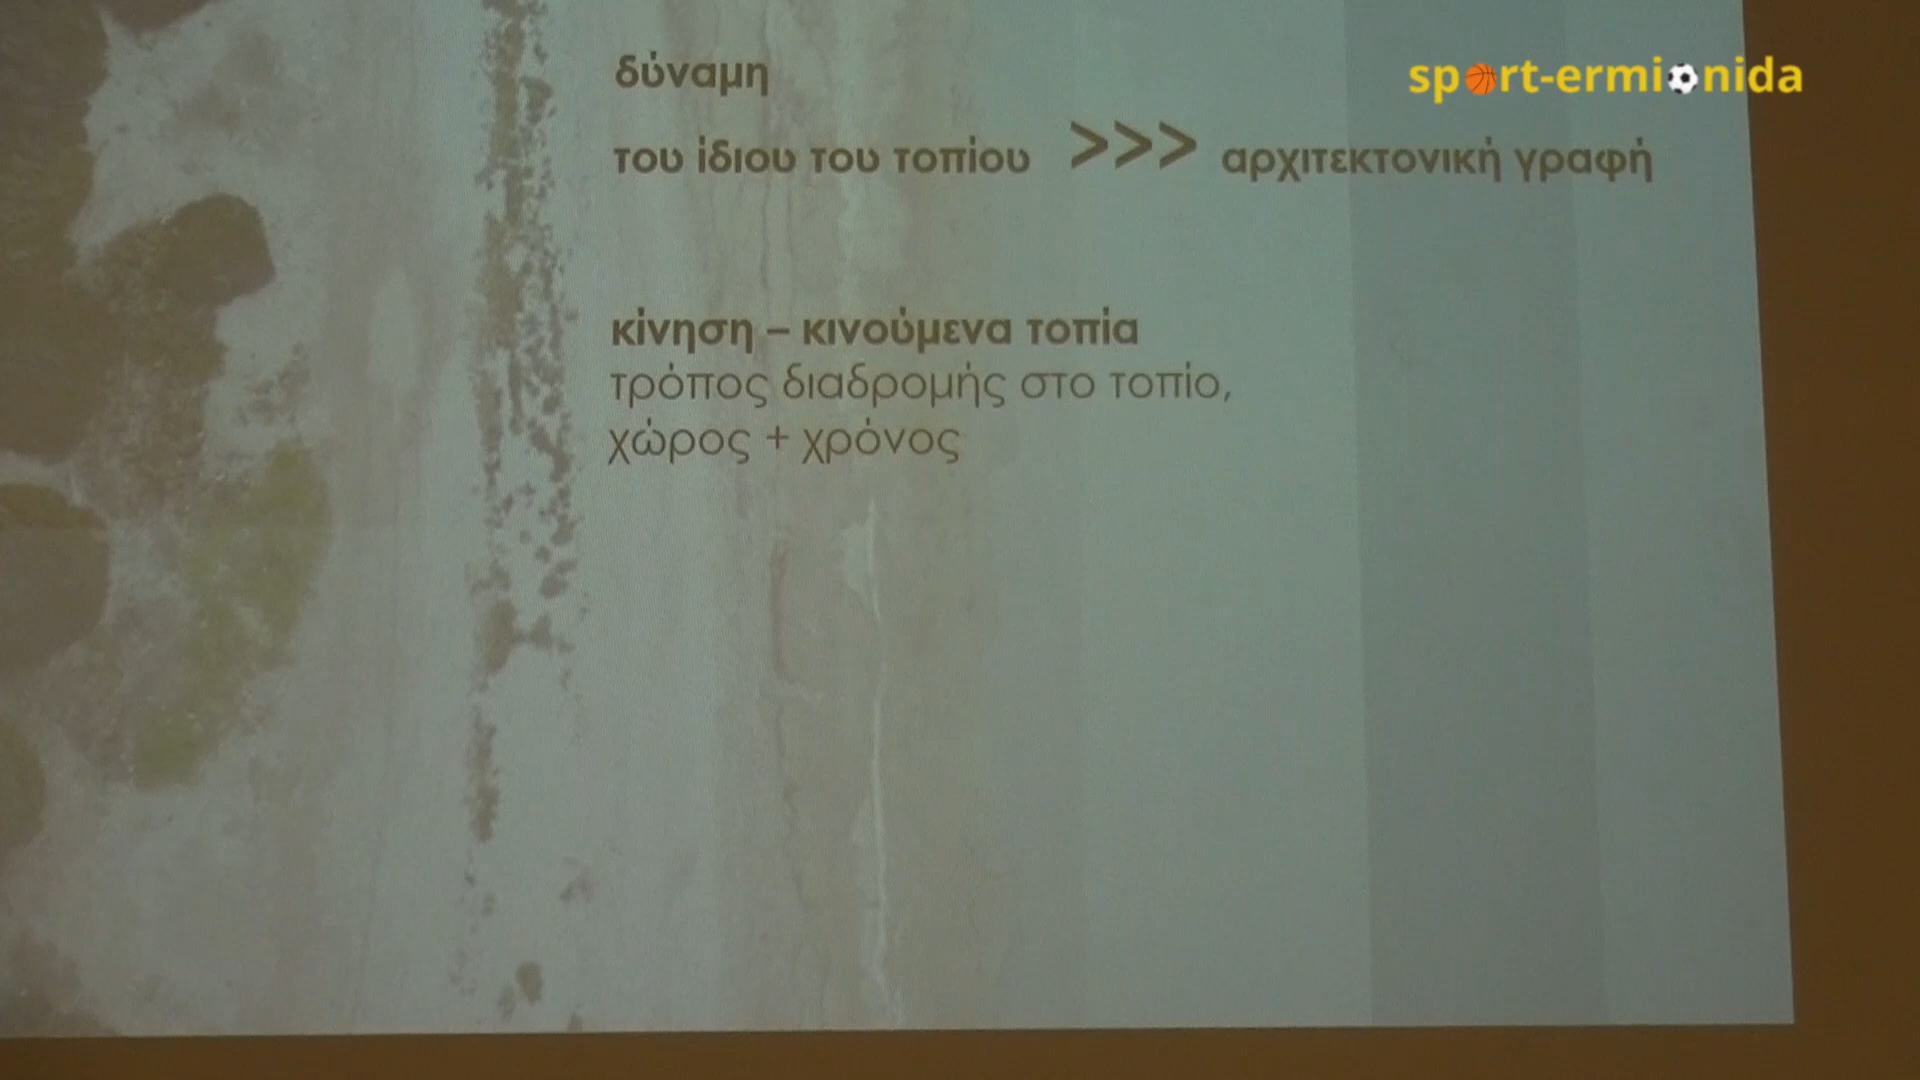 sport-ermionida
δύναμη
του ίδιου του τοπίου >>> αρχιτεκτονική γραφή
κίνηση – κινούμενα τοπία
τρόπος διαδρομής στο τοπίο,
χώρος + χρόνος